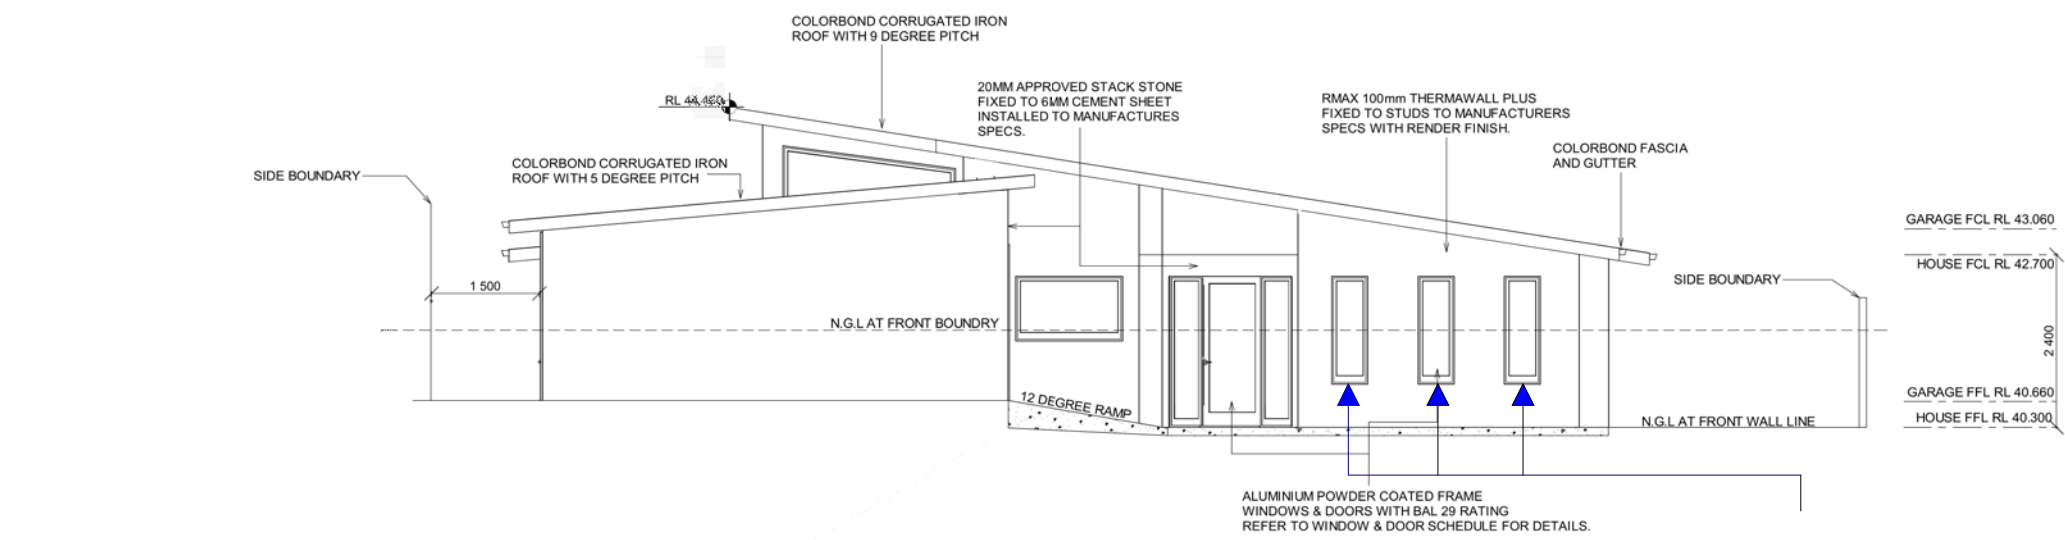 COLORBOND CORRUGATED IRON
ROOF WITH 9 DEGREE PITCH
20MM APPROVED STACK STONE
FIXED TO 6MM CEMENT SHEET
INSTALLED TO MANUFACTURES
SPECS.
RMAX 100mm THERMAWALL PLUS
FIXED TO STUDS TO MANUFACTURERS
SPECS WITH RENDER FINISH.
RL
COLORBOND FASCIA
AND GUTTER
COLORBOND CORRUGATED IRON
ROOF WITH 5 DEGREE PITCH
SIDE BOUNDARY
GARAGE FCL RL 43.060
HOUSE FCL RL 42.700
SIDE BOUNDARY
1 500
N.G.L AT FRONT BOUNDRY
2 400
12 DEGREE RAMP
GARAGE FFL RL 40.660
HOUSE FFL RL 40.300
N.G.L AT FRONT WALL LINE
ALUMINIUM POWDER COATED FRAME
WINDOWS & DOORS WITH BAL 29 RATING
REFER TO WINDOW & DOOR SCHEDULE FOR DETAILS.